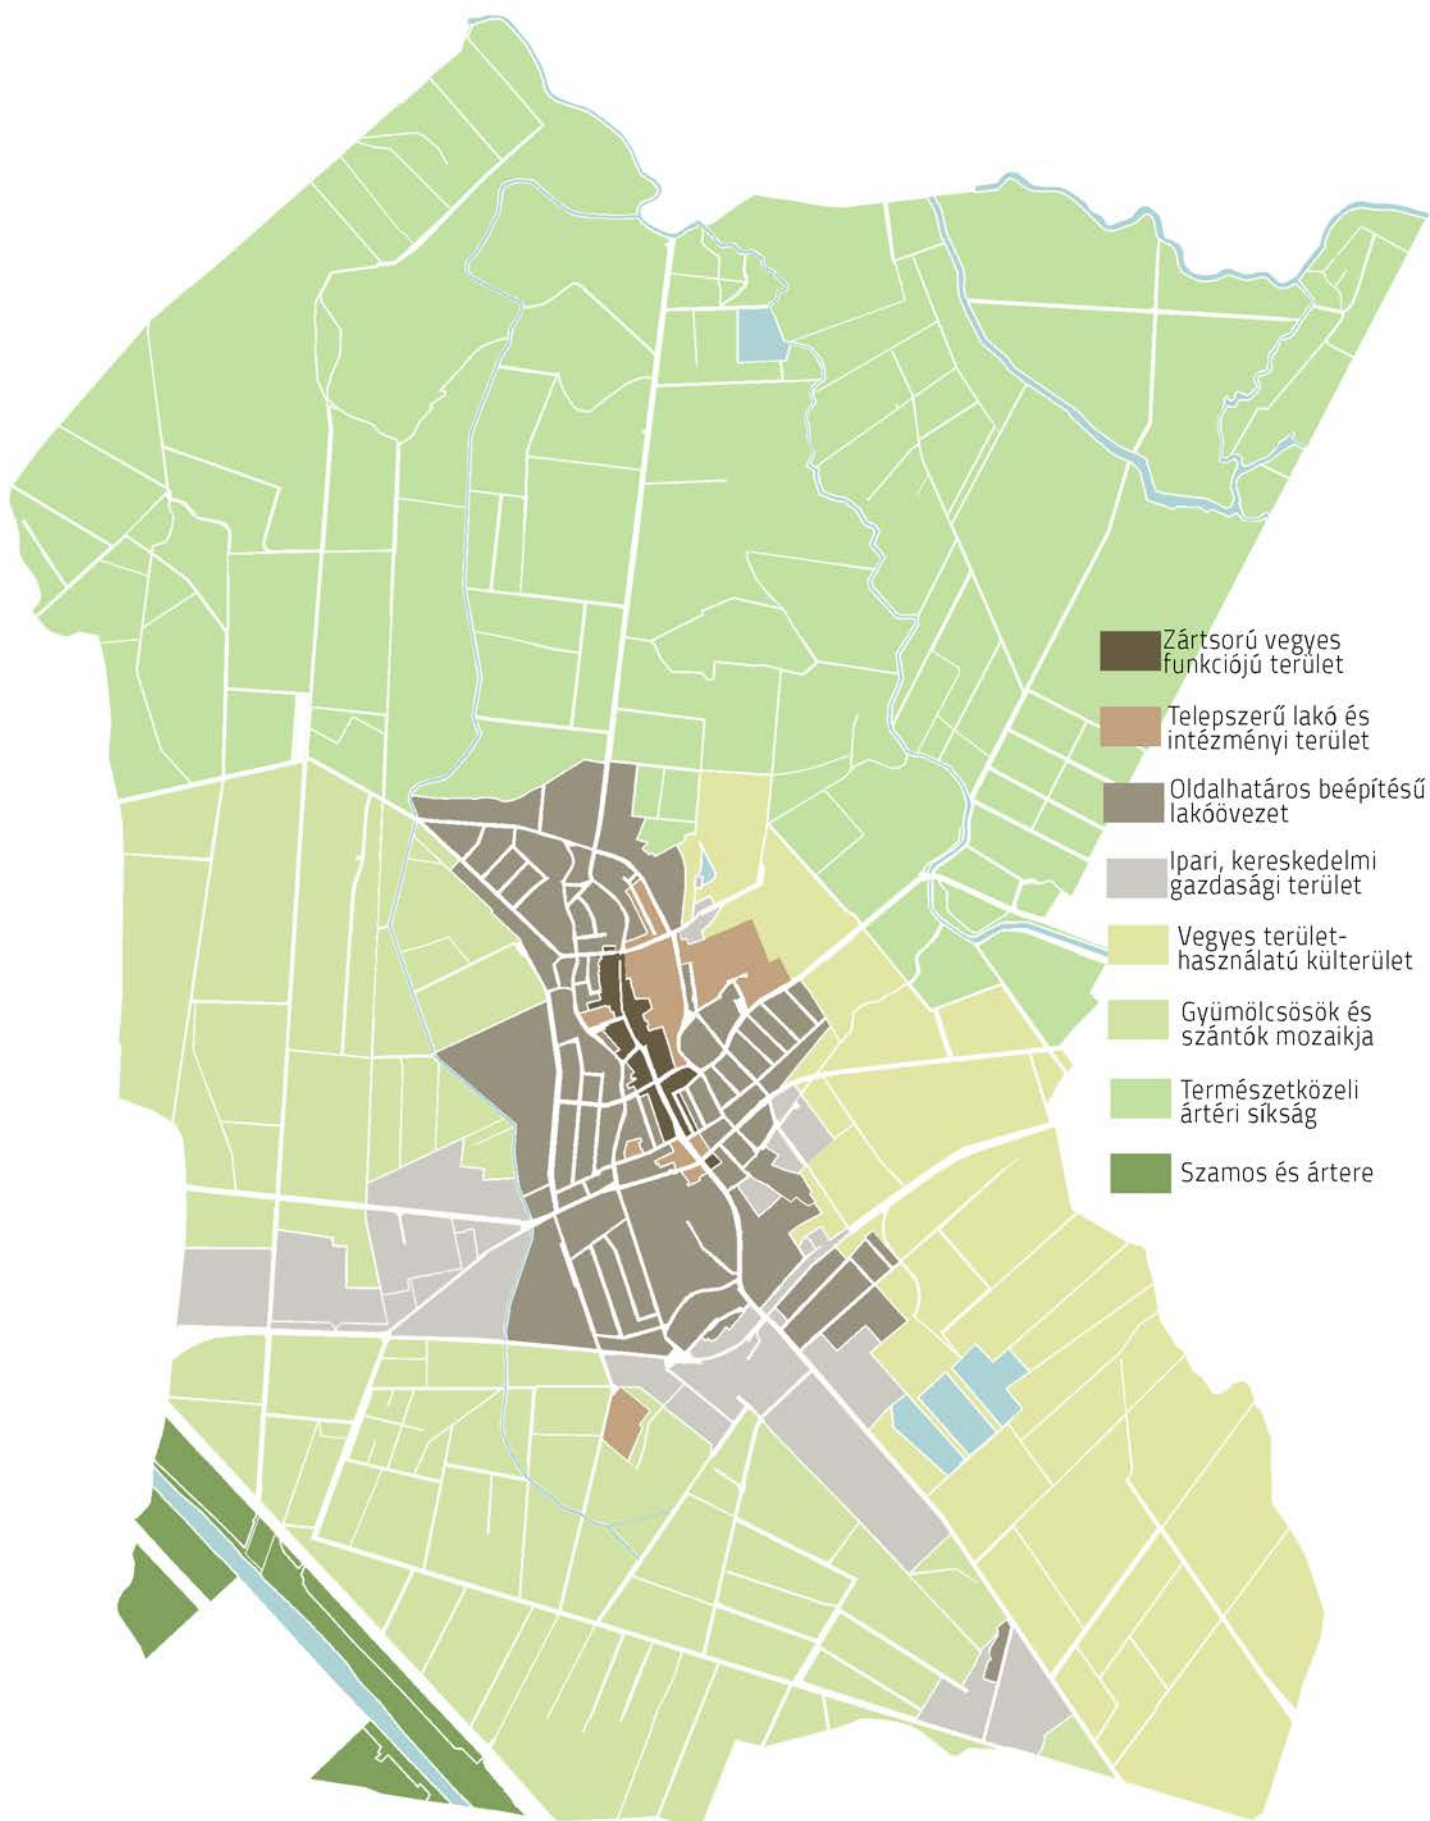 Zártsorú vegyes
funkciójú terület
Telepszerű lakó és
intézményi terület
Oldalhatáros beépítésű
lakóövezet
Ipari, kereskedelmi
gazdasági terület
Vegyes terület-
használatú külterület
Gyümölcsösök és
szántók mozaikja
Természetközeli
ártéri síkság
Szamos és ártere